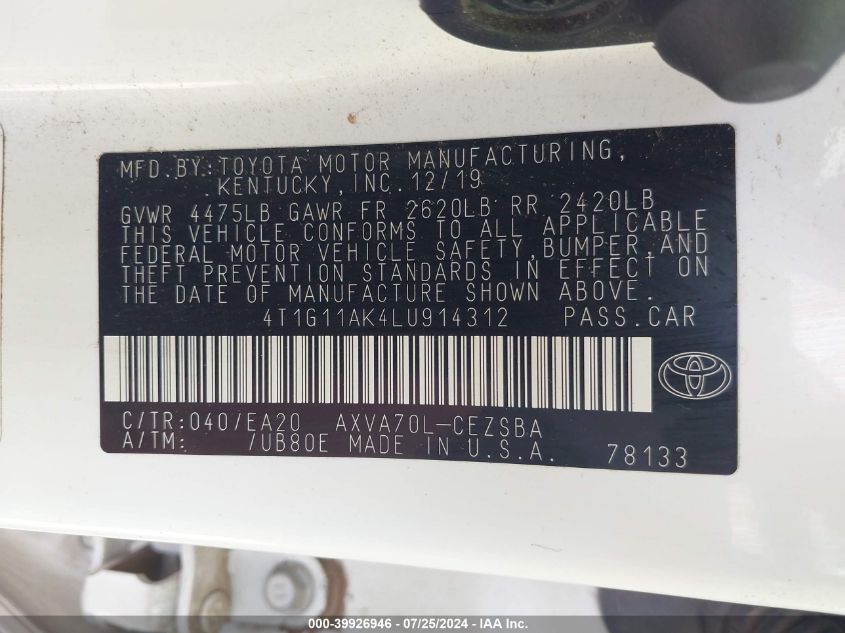 MFD. BY: TOYOTA MOTOR MANUFACTURING,
KENTUCKY, INC. 12/19
GVWR 4475LB GAWR FR 2620LB RR 2420LB
THIS VEHICLE CONFORMS TO ALL APPLICABLE
FEDERAL MOTOR VEHICLE SAFETY, BUMPER, AND
THEFT PREVENTION STANDARDS IN EFFECT ON
THE DATE OF MANUFACTURE SHOWN ABOVE.
4T1G11AK4LU914312 PASS. CAR
C/TR: 040/EA20 AXVA70L-CEZSBA
A/TM: /UB80E MADE IN U.S.A. 78133
000-39926946 - 07/25/2024 - IAA Inc.